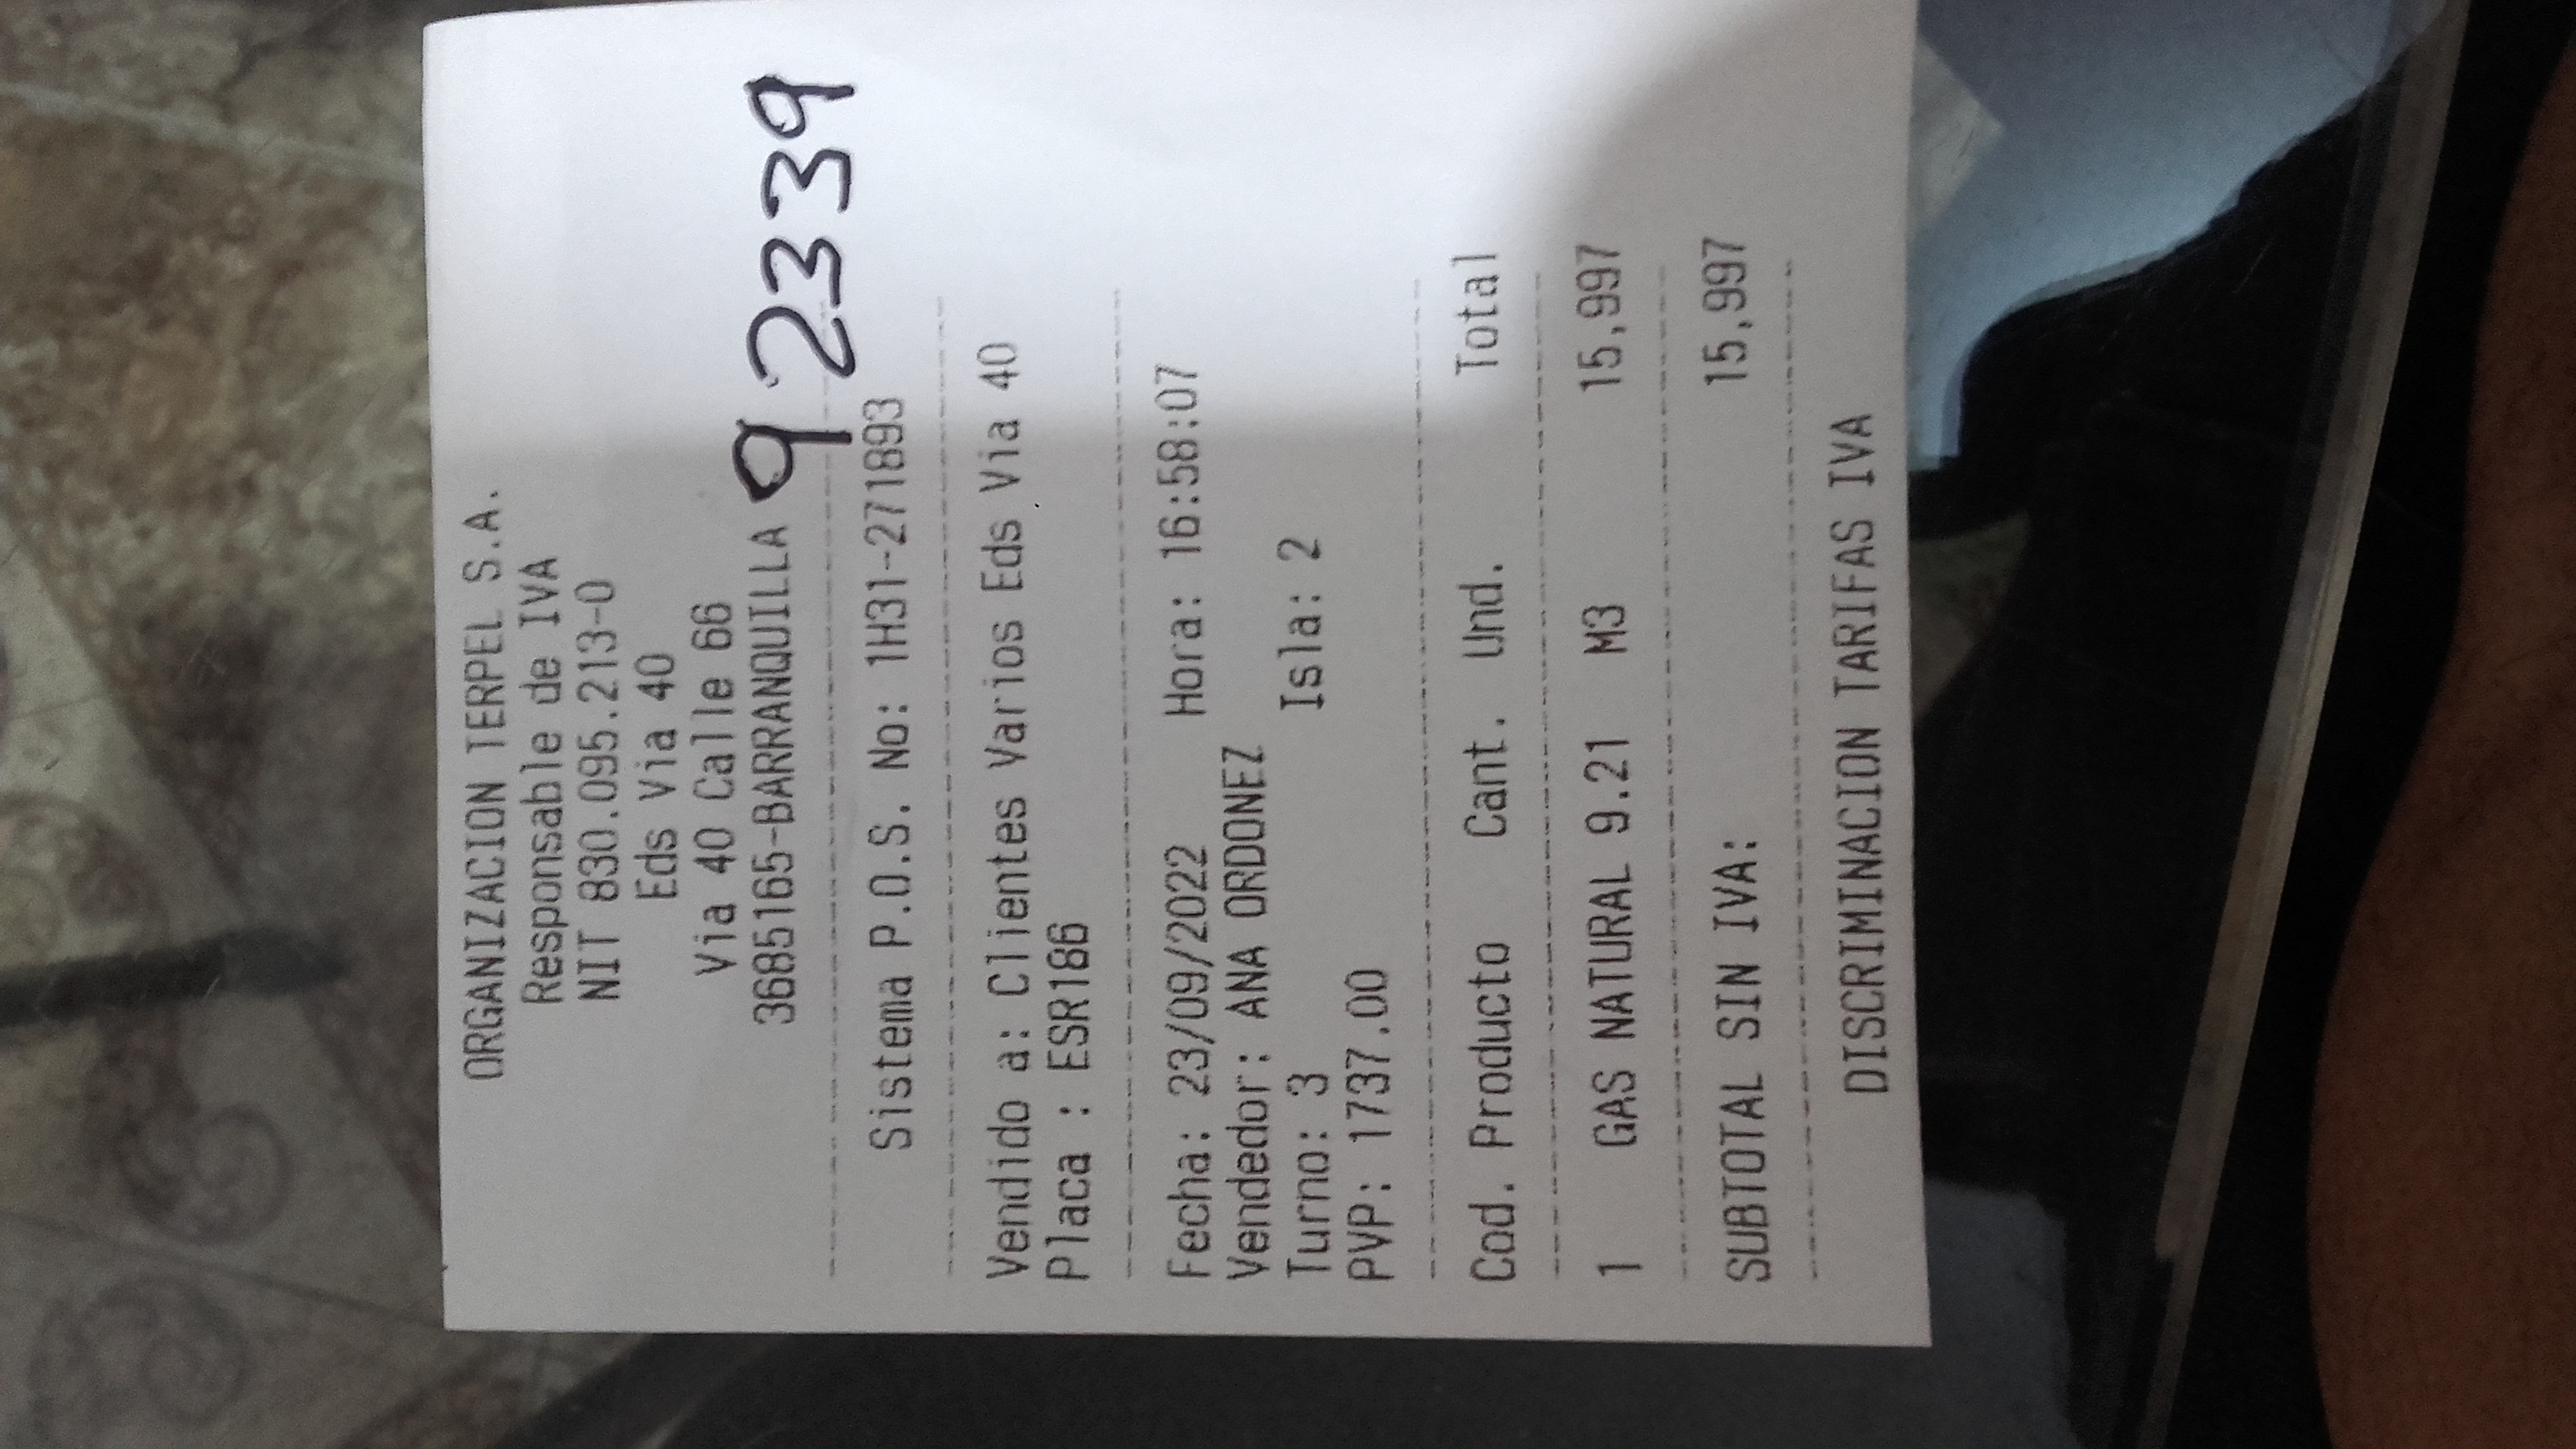 ORGANIZACION TERPEL S.A.
Responsable de IVA
NIT 830.095.213-0
Eds Via 40
Via 40 Calle 66
3685165-BARRANQUILLA 92339
Sistema P.O.S. No: 1H31-271893
Vendido a: Clientes Varios Eds Via 40
Placa : ESR186
Fecha: 23/09/2022 Hora: 16:58:07
Vendedor: ANA ORDONEZ
Turno: 3 Isla: 2
PVP: 1737.00
Cod. Producto Cant. Und. Total
1 GAS NATURAL 9.21 M3 15,997
SUBTOTAL SIN IVA: 15,997
DISCRIMINACION TARIFAS IVA